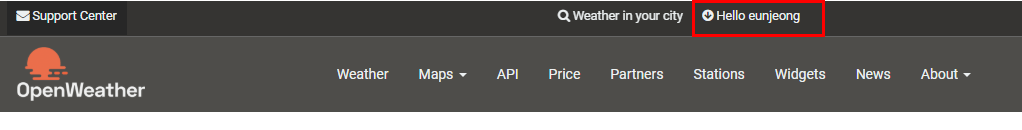 Support Center
Weather in your city
Hello eunjeong
Weather
Maps
API
Price
Partners
Stations
Widgets
News
About
OpenWeather